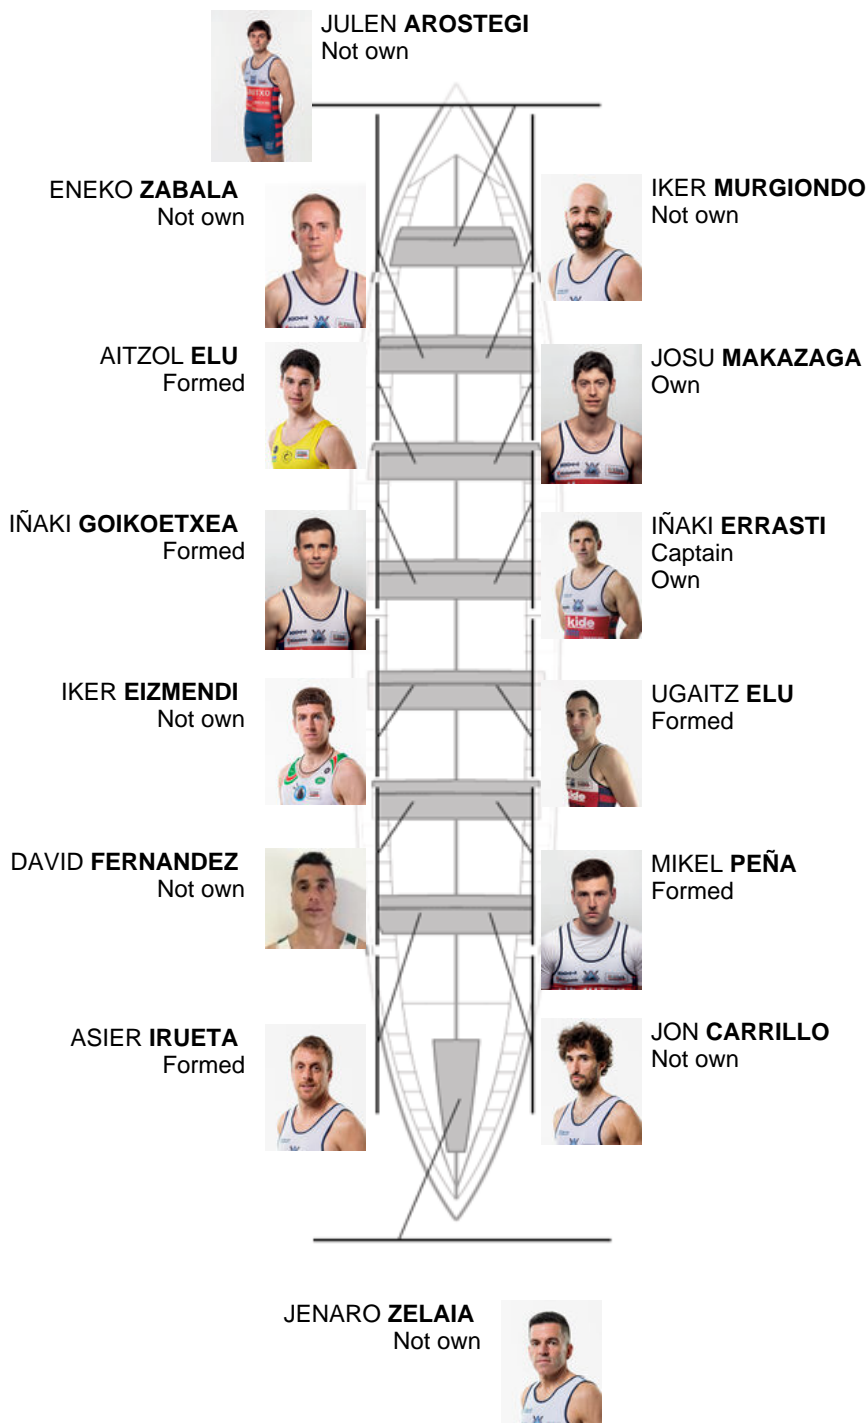 JULEN AROSTEGI
Not own
ENEKO ZABALA
Not own
IKER MURGIONDO
Not own
AITZOL ELU
Formed
JOSU MAKAZAGA
Own
IÑAKI GOIKOETXEA
Formed
IÑAKI ERRASTI
Captain
Own
IKER EIZMENDI
Not own
UGAITZ ELU
Formed
DAVID FERNANDEZ
Not own
MIKEL PEÑA
Formed
ASIER IRUETA
Formed
JON CARRILLO
Not own
JENARO ZELAIA
Not own
kide
kide